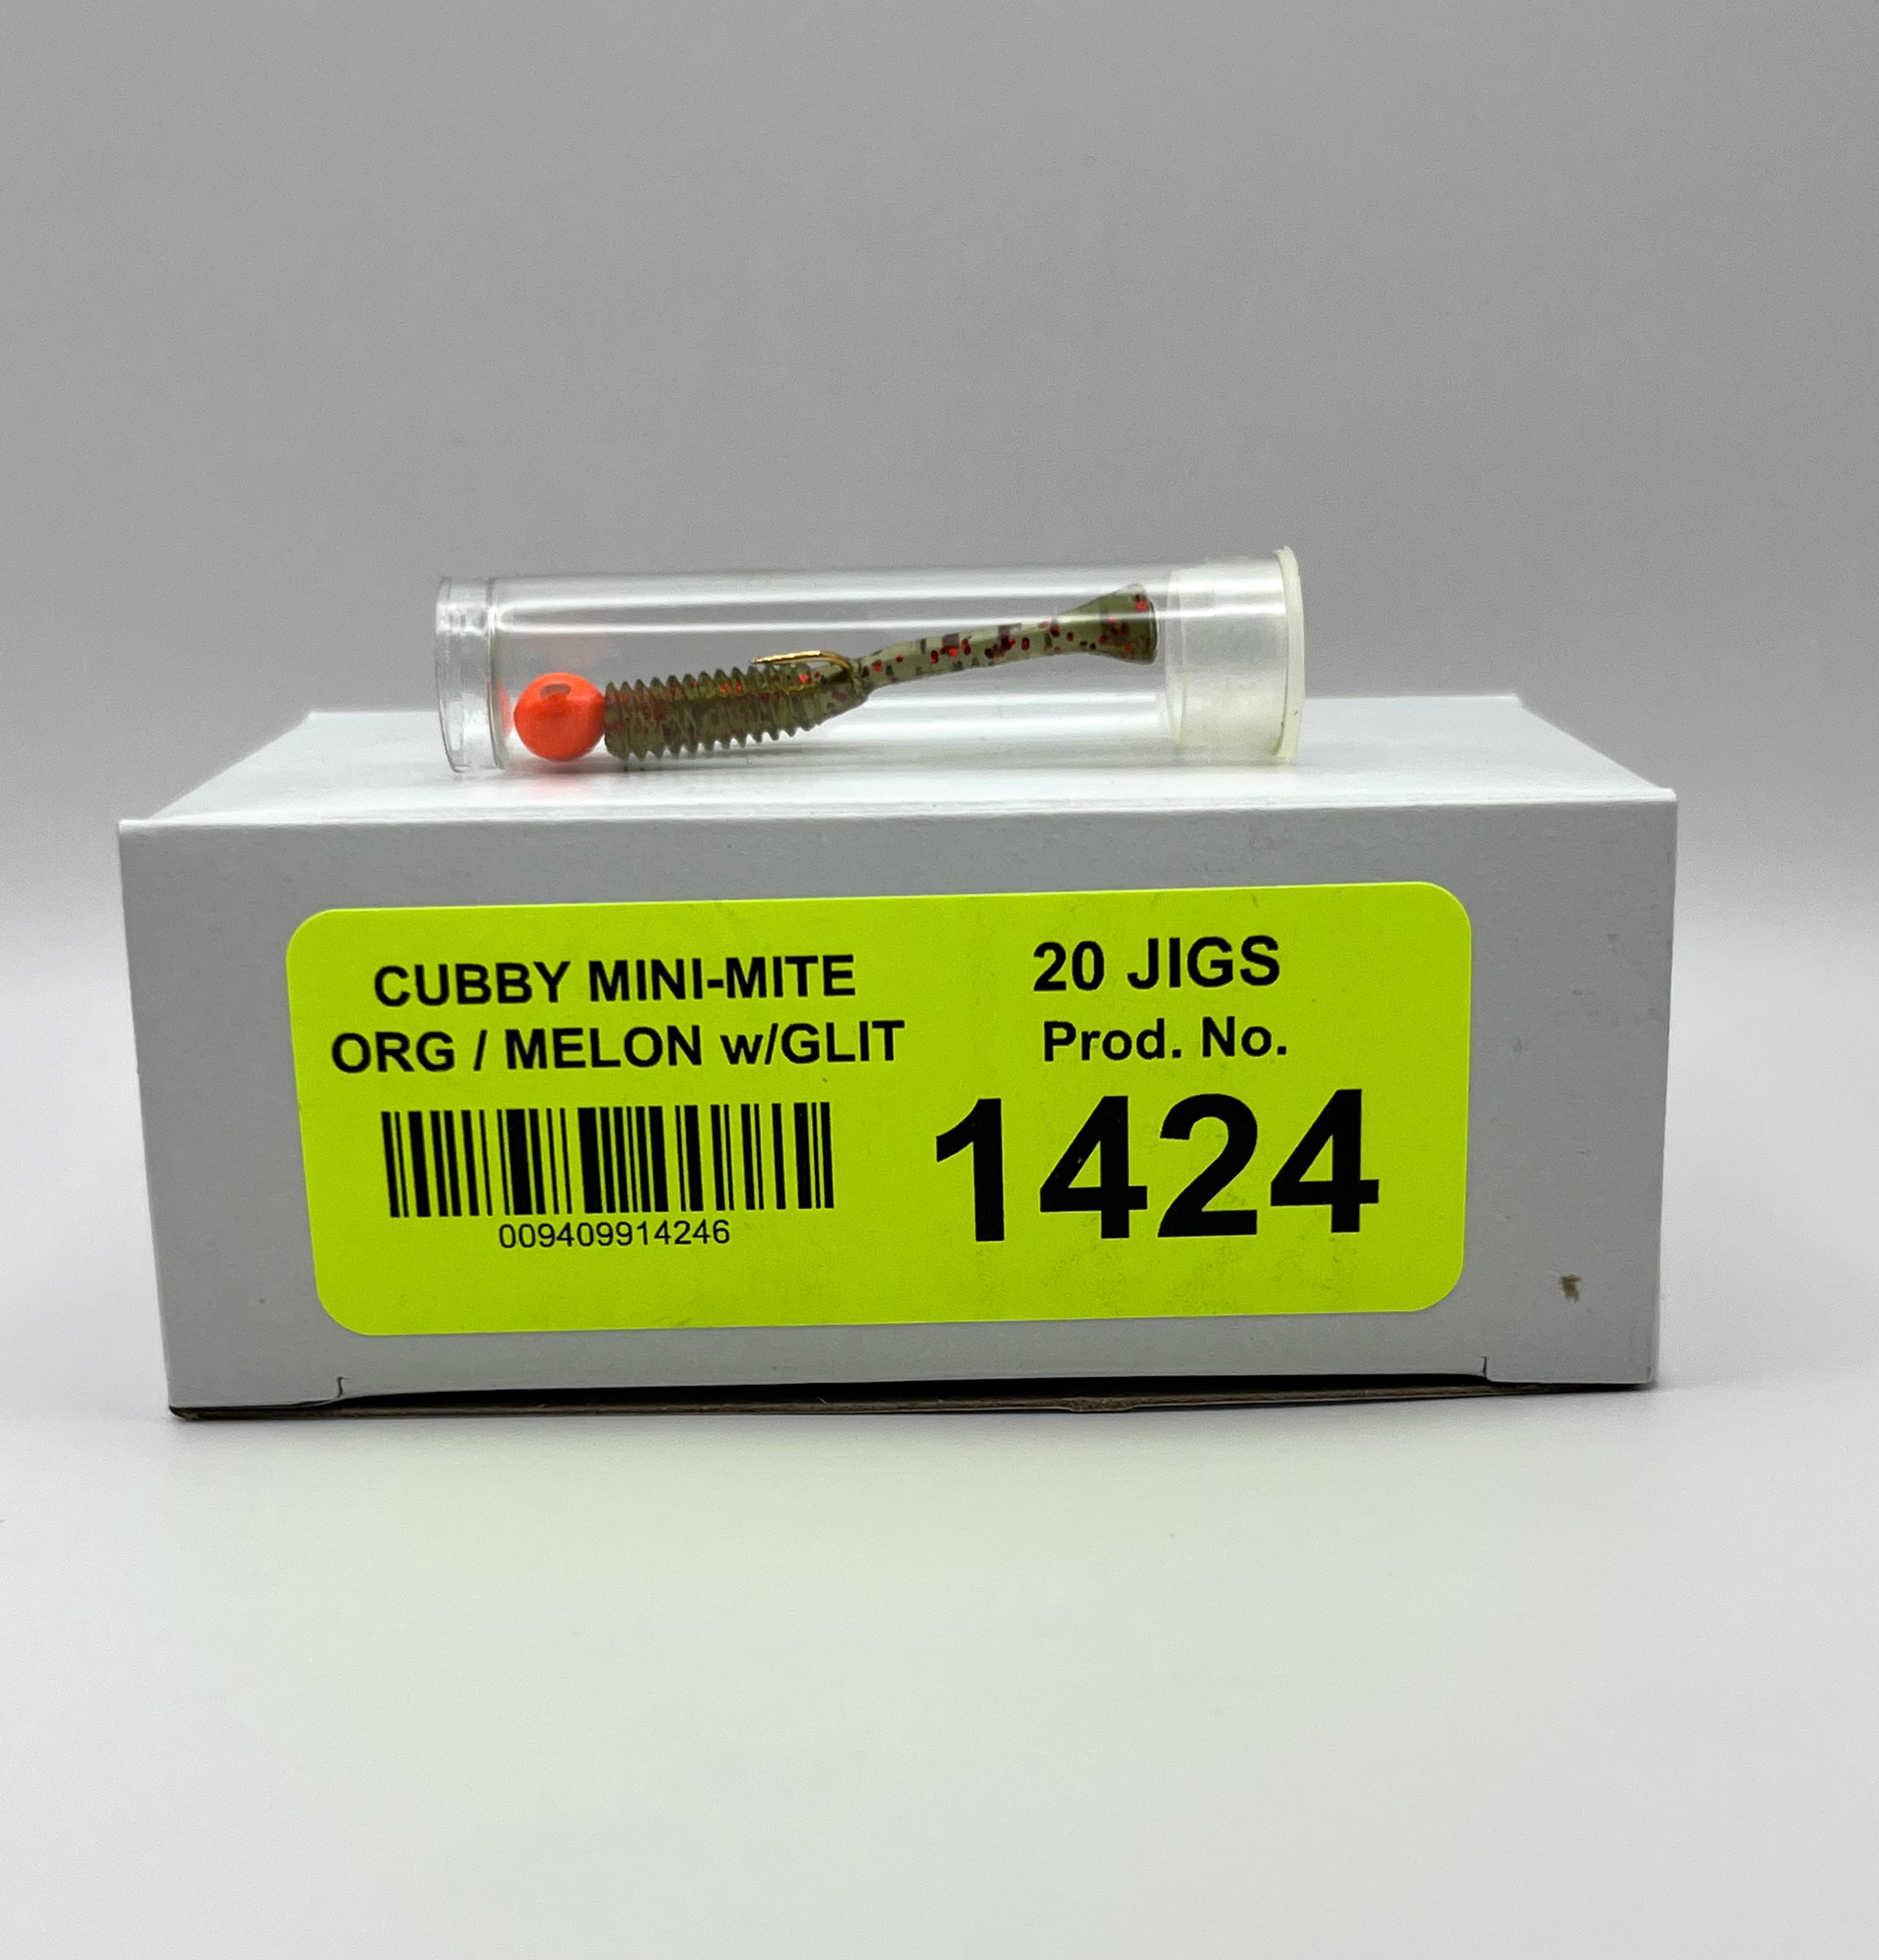 CUBBY MINI-MITE
ORG / MELON w/GLIT
009409914246
20 JIGS
Prod. No.
1424